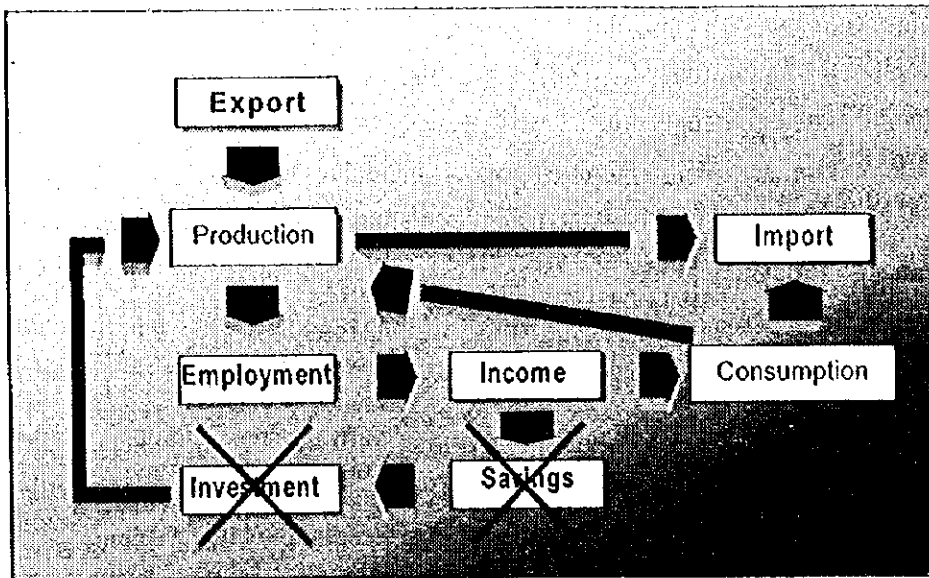 Export
Production
Import
Employment
Income
Consumption
Investment
Savings